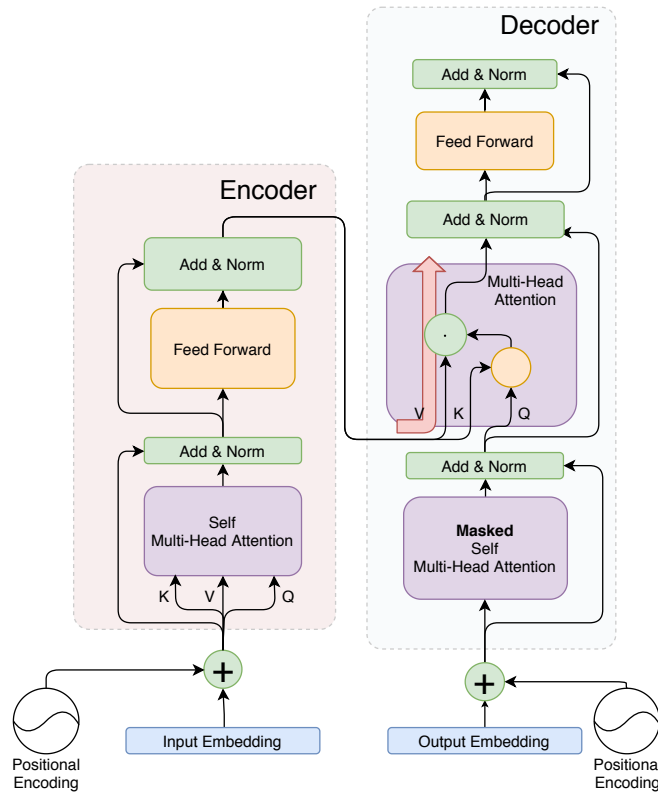 Decoder
Add & Norm
Feed Forward
Encoder
Add & Norm
Add & Norm
Multi-Head
Attention
.
Feed Forward
V
K
Q
Add & Norm
Add & Norm
Self
Multi-Head Attention
Masked
Self
Multi-Head Attention
K
V
Q
+
+
Input Embedding
Output Embedding
Positional
Encoding
Positional
Encoding